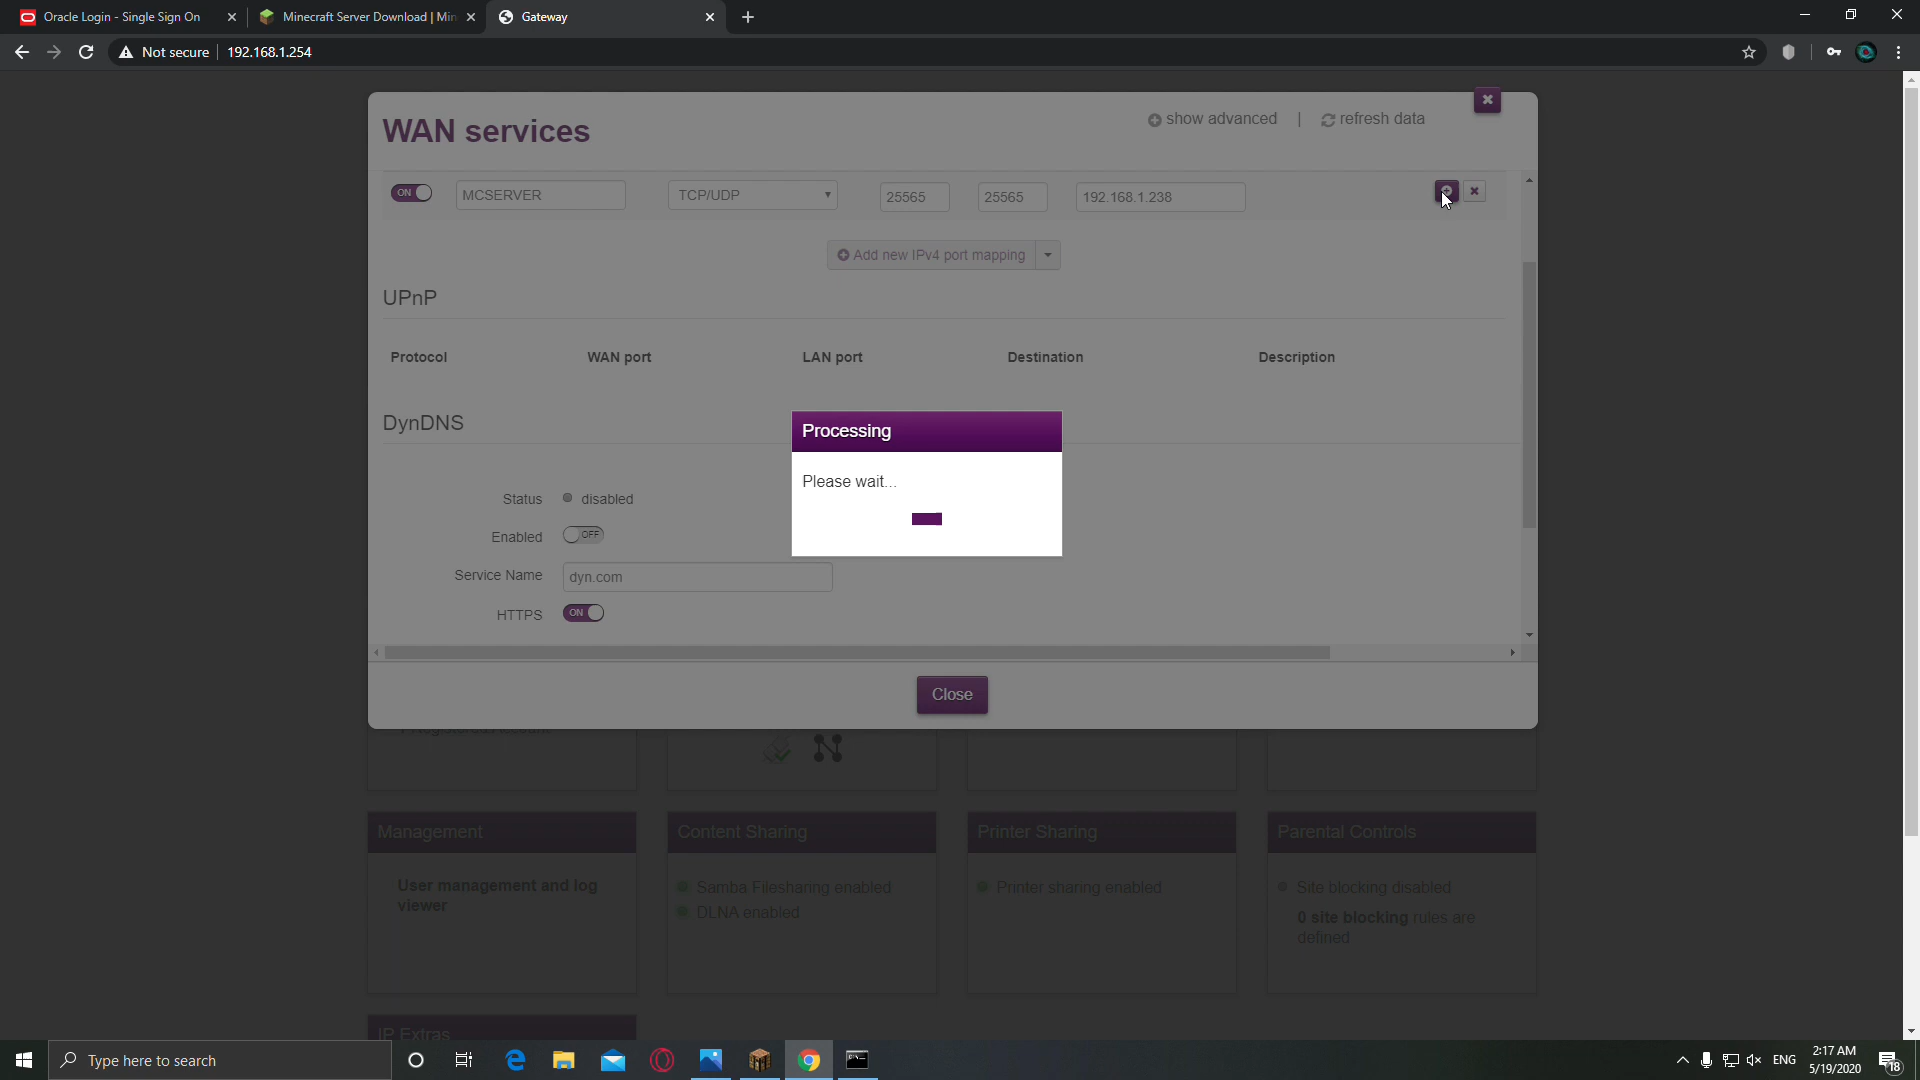 Oracle Login - Single Sign On
Minecraft Server Download | Min
Gateway
Not secure
192.168.1.254
WAN services
show advanced | refresh data
ON
MCSERVER
TCP/UDP
25565
25565
192.168.1.238
Add new IPv4 port mapping
UPnP
Protocol
WAN port
LAN port
Destination
Description
DynDNS
Processing
Please wait...
Status
disabled
Enabled
OFF
Service Name
dyn.com
HTTPS
ON
Close
Management
Content Sharing
Printer Sharing
Parental Controls
User management and log
viewer
Samba Filesharing enabled
DLNA enabled
Printer sharing enabled
Site blocking disabled
0 site blocking rules are
defined
IP Extras
Type here to search
ENG
2:17 AM
5/19/2020
18